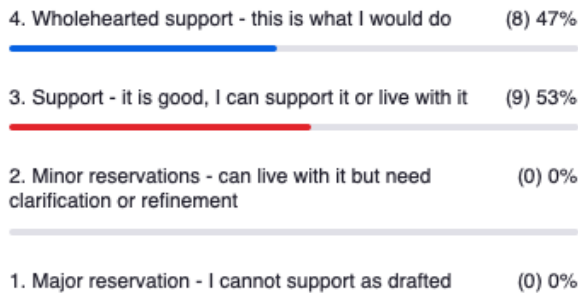 4. Wholehearted support - this is what I would do (8) 47%
3. Support - it is good, I can support it or live with it (9) 53%
2. Minor reservations - can live with it but need (0) 0%
clarification or refinement
1. Major reservation - I cannot support as drafted (0) 0%